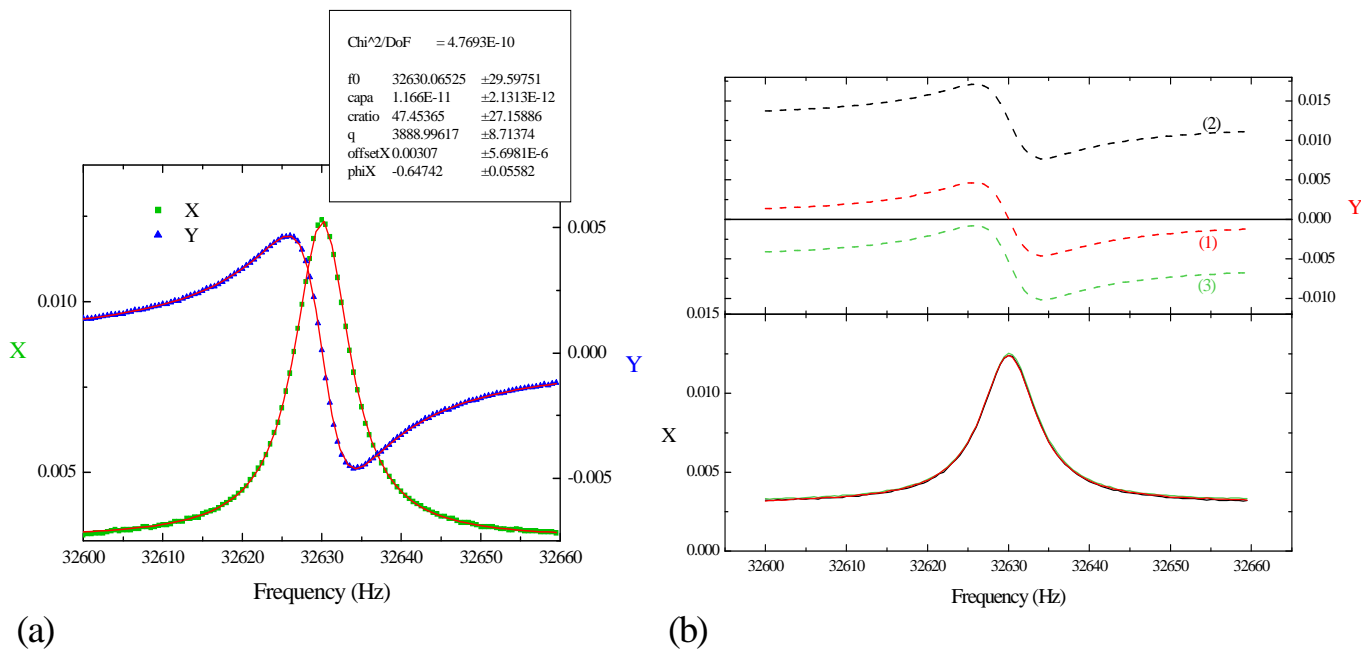 Chi^2/DoF = 4.7693E-10
f0 32630.06525 ±29.59751
capa 1.166E-11 ±2.1313E-12
cratio 47.45365 ±27.15886
q 3888.99617 ±8.71374
offsetX 0.00307 ±5.6981E-6
phiX -0.64742 ±0.05582
X
Y
0.010
0.005
X
0.005
0.000
-0.005
Y
32600 32610 32620 32630 32640 32650 32660
Frequency (Hz)
(a)
(2)
(1)
(3)
0.015
0.010
0.005
0.000
-0.005
-0.010
Y
0.015
0.010
0.005
0.000
X
32600 32610 32620 32630 32640 32650 32660
Frequency (Hz)
(b)